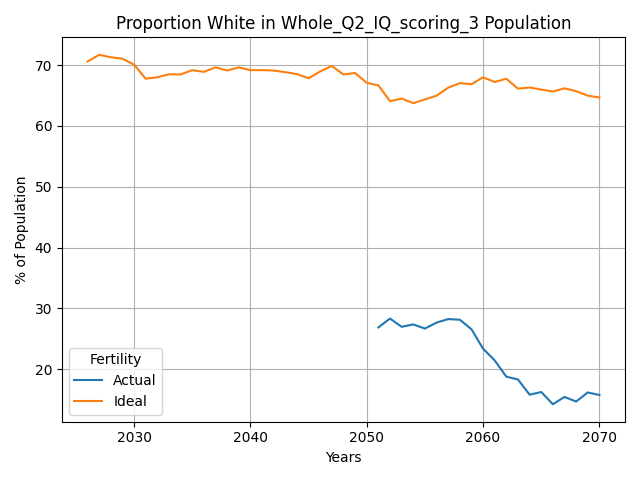 Proportion White in Whole_Q2_IQ_scoring_3 Population
% of Population
70
60
50
40
30
20
Fertility
Actual
Ideal
2030
2040
2050
2060
2070
Years